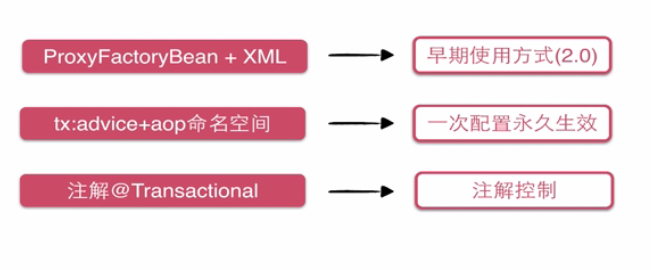 ProxyFactoryBean + XML
早期使用方式(2.0)
tx:advice+aop命名空间
一次配置永久生效
注解@Transactional
注解控制